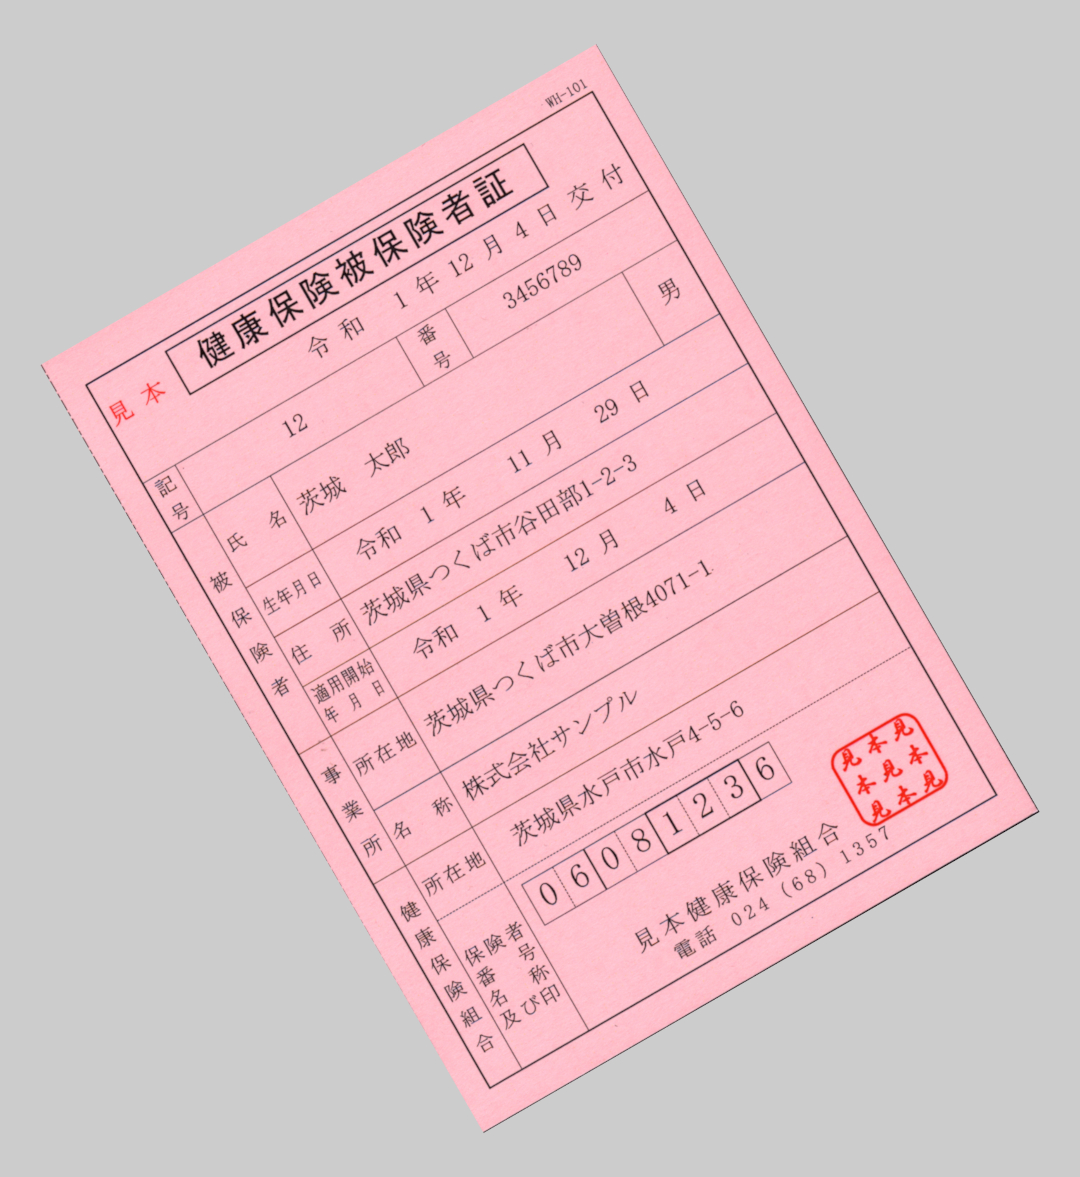 WH-101
見本
健康保険被保険者証
令和 1 年 12 月 4 日 交 付
記号 12 番号 3456789
被保険者
氏 名 茨城 太郎 男
生年月日 令和 1 年 11 月 29 日
住 所 茨城県つくば市谷田部1-2-3
適用開始年 月 日 令和 1 年 12 月 4 日
事業所
所在地 茨城県つくば市大曽根4071-1
名 称 株式会社サンプル
健康保険組合
所在地 茨城県水戸市水戸4-5-6
保険者番 号名 称及び印
06081236
見本健康保険組合
電話 024 (68) 1357
見本見
本見本
見本見